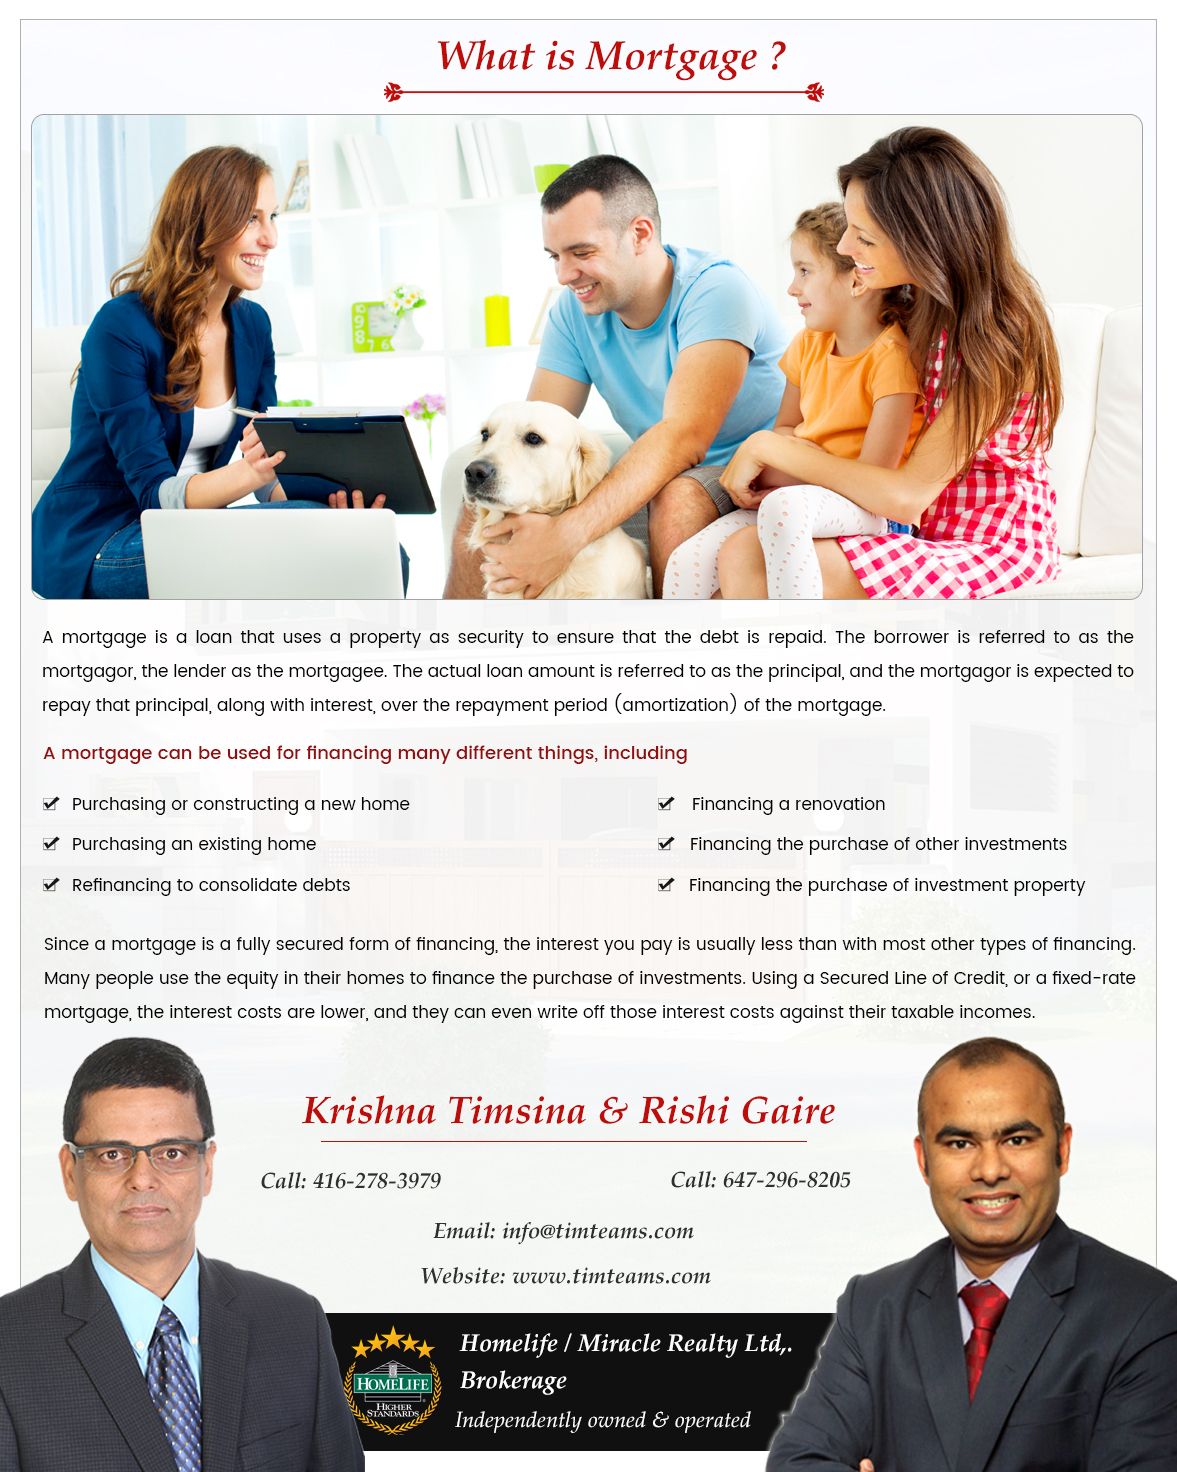 What is Mortgage ?
A mortgage is a loan that uses a property as security to ensure that the debt is repaid. The borrower is referred to as the
mortgagor, the lender as the mortgagee. The actual loan amount is referred to as the principal, and the mortgagor is expected to
repay that principal, along with interest, over the repayment period (amortization) of the mortgage.
A mortgage can be used for financing many different things, including
Purchasing or constructing a new home
Purchasing an existing home
Refinancing to consolidate debts
Financing a renovation
Financing the purchase of other investments
Financing the purchase of investment property
Since a mortgage is a fully secured form of financing, the interest you pay is usually less than with most other types of financing.
Many people use the equity in their homes to finance the purchase of investments. Using a Secured Line of Credit, or a fixed-rate
mortgage, the interest costs are lower, and they can even write off those interest costs against their taxable incomes.
Krishna Timsina & Rishi Gaire
Call: 416-278-3979
Call: 647-296-8205
Email: info@timteams.com
Website: www.timteams.com
HOMELIFE
HIGHER
STANDARDS
Homelife / Miracle Realty Ltd,.
Brokerage
Independently owned & operated